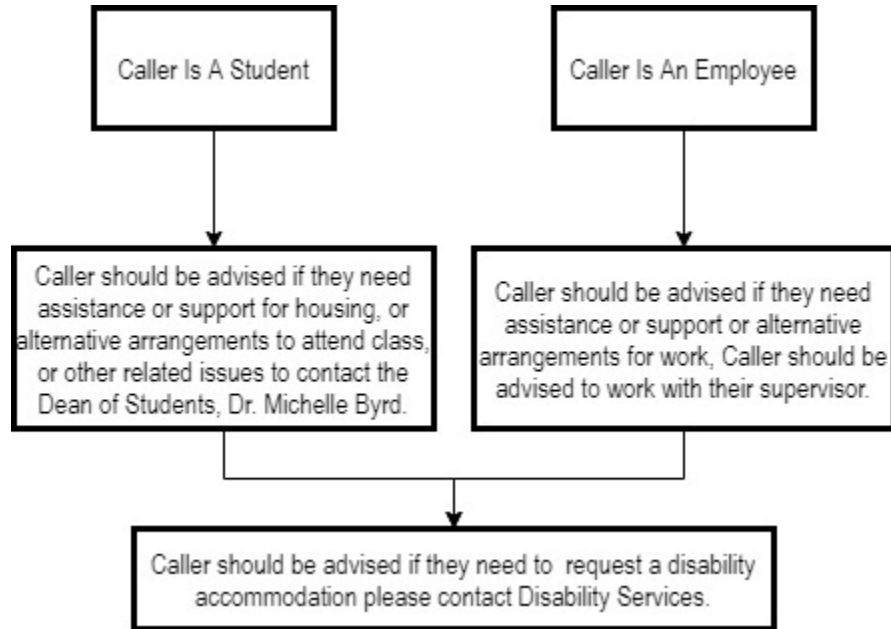 Caller Is A Student
Caller Is An Employee
Caller should be advised if they need
assistance or support for housing, or
alternative arrangements to attend class,
or other related issues to contact the
Dean of Students, Dr. Michelle Byrd.
Caller should be advised if they need
assistance or support or alternative
arrangements for work, Caller should be
advised to work with their supervisor.
Caller should be advised if they need to  request a disability
accommodation please contact Disability Services.